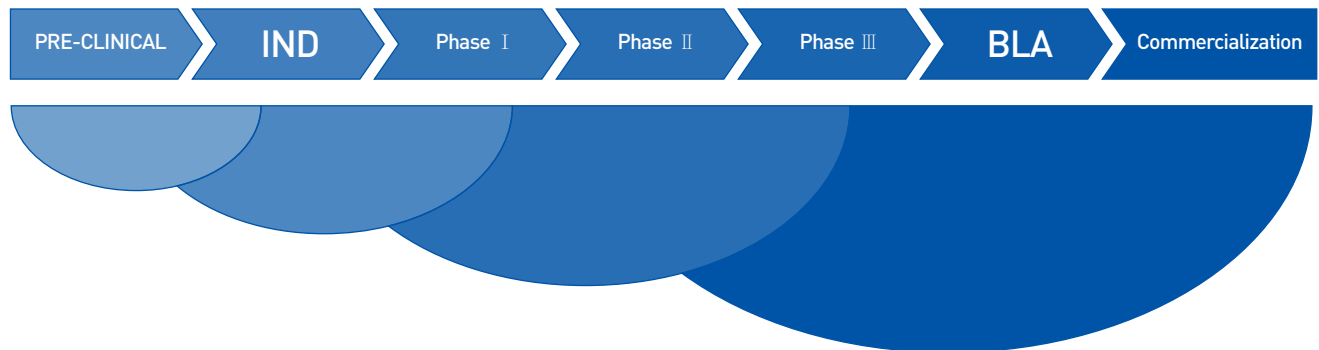 PRE-CLINICAL
IND
Phase Ⅰ
Phase Ⅱ
Phase Ⅲ
BLA
Commercialization